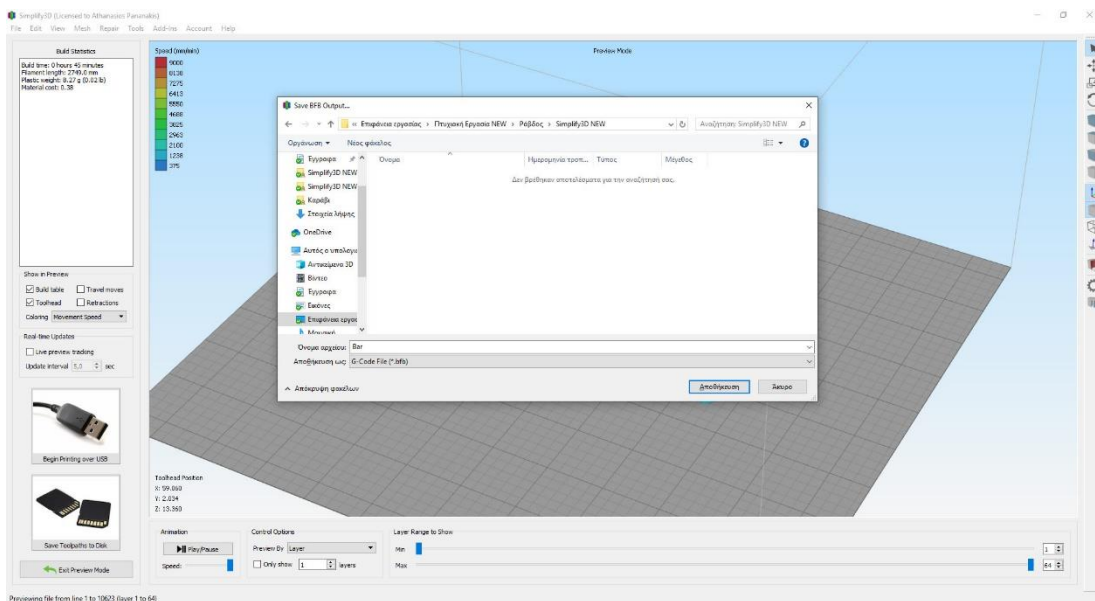 Simplify3D (Licensed to Athanasios Pananakis)
File Edit View Mesh Repair Tools Add-Ins Account Help
Build Statistics
Build time: 0 hours 45 minutes
Filament length: 2749.0 mm
Plastic weight: 8.27 g (0.02 lb)
Material cost: 0.38
Show in Preview
Build table
Travel moves
Toolhead
Retractions
Coloring Movement Speed
Real-time Updates
Live preview tracking
Update interval 5,0 sec
Begin Printing over USB
Save Toolpaths to Disk
Exit Preview Mode
Speed (mm/min)
9000
8138
7275
6413
5550
4688
3825
2963
2100
1238
375
Preview Mode
Save BFB Output...
« Επιφάνεια εργασίας › Πτυχιακή Εργασία NEW › Ράβδος › Simplify3D NEW
Αναζήτηση: Simplify3D NEW
Οργάνωση
Νέος φάκελος
Έγγραφα
Simplify3D NEW
Simplify3D NEW
Καράβι
Στοιχεία λήψης
OneDrive
Αυτός ο υπολογι
Αντικείμενα 3D
Βίντεο
Έγγραφα
Εικόνες
Επιφάνεια εργασ
Μουσική
Όνομα
Ημερομηνία τροπ...
Τύπος
Μέγεθος
Δεν βρέθηκαν αποτελέσματα για την αναζήτησή σας.
Όνομα αρχείου: Bar
Αποθήκευση ως: G-Code File (*.bfb)
Απόκρυψη φακέλων
Αποθήκευση
Άκυρο
Toolhead Position
X: 59.060
Y: 2.034
Z: 13.360
Animation
Play/Pause
Speed:
Control Options
Preview By Layer
Only show 1 layers
Layer Range to Show
Min 1
Max 64
Previewing file from line 1 to 10623 (layer 1 to 64)